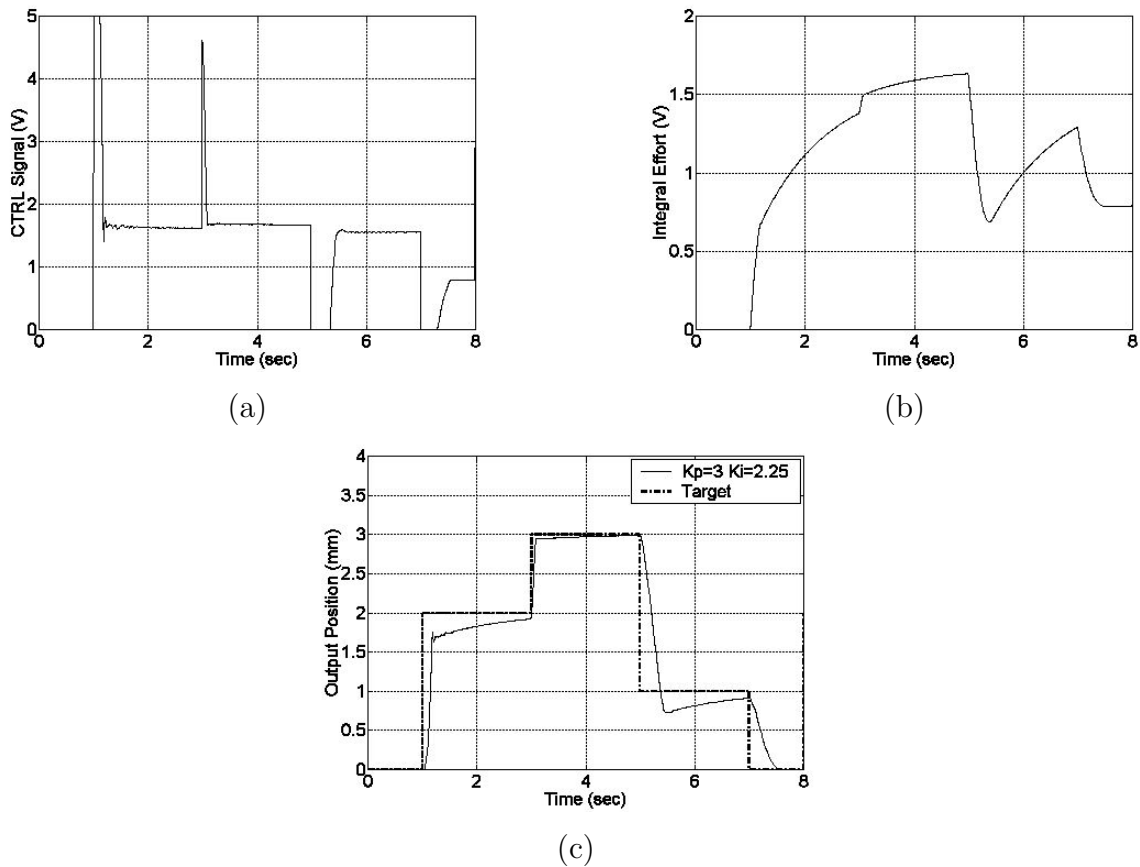 5
4
3
2
1
0
CTRL Signal (V)
0 2 4 6 8
Time (sec)
(a)
2
1.5
1
0.5
0
Integral Effort (V)
0 2 4 6 8
Time (sec)
(b)
4
3.5
3
2.5
2
1.5
1
0.5
0
Output Position (mm)
Kp=3 Ki=2.25
Target
0 2 4 6 8
Time (sec)
(c)